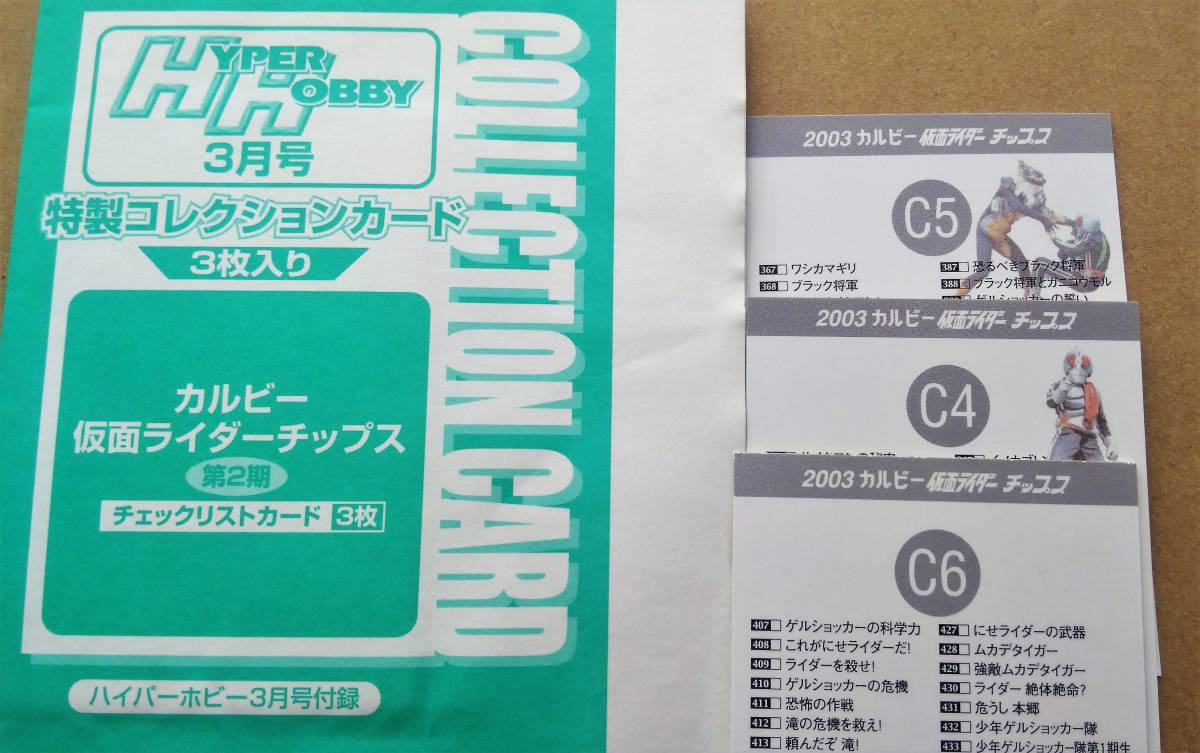 HYPER HOBBY
3月号
特製コレクションカード
3枚入り
カルビー
仮面ライダーチップス
第2期
チェックリストカード 3枚
ハイパーホビー3月号付録
COLLECTION CARD
2003 カルビー 仮面ライダー チップス
C5
367 ワシカマギリ
368 ブラック将軍
387 恐るべきブラック将軍
388 ブラック将軍とガニコウモル
ゲルショッカーの誓い
2003 カルビー 仮面ライダー チップス
C4
2003 カルビー 仮面ライダー チップス
C6
407 ゲルショッカーの科学力
408 これがにせライダーだ!
409 ライダーを殺せ!
410 ゲルショッカーの危機
411 恐怖の作戦
412 滝の危機を救え!
413 頼んだぞ 滝!
427 にせライダーの武器
428 ムカデタイガー
429 強敵ムカデタイガー
430 ライダー 絶体絶命?
431 危うし 本郷
432 少年ゲルショッカー隊
433 少年ゲルショッカー隊第1期生